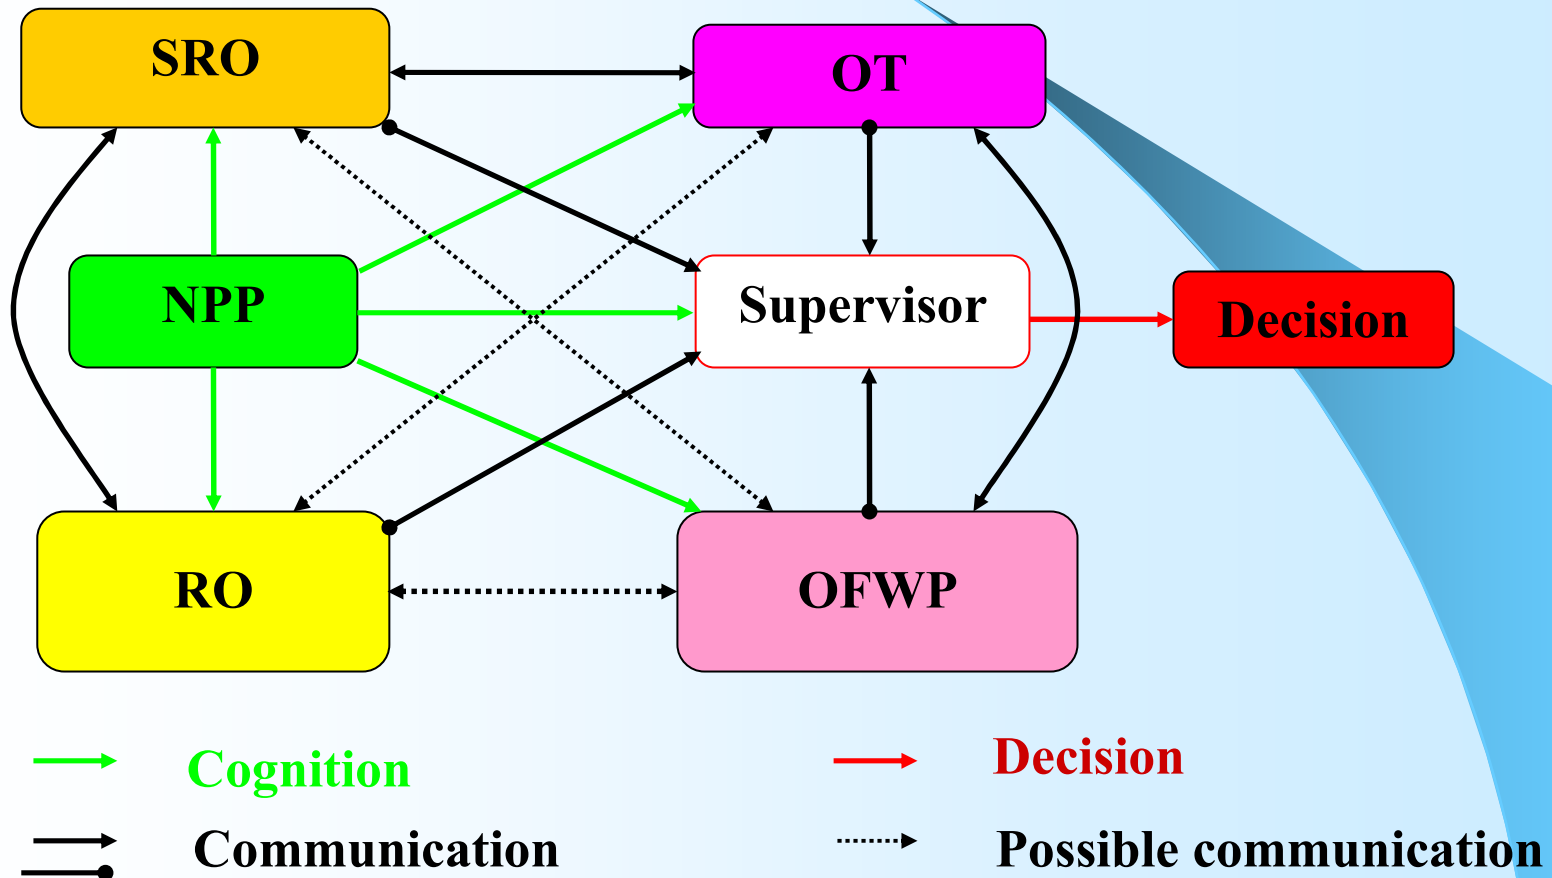 SRO
OT
NPP
Supervisor
Decision
RO
OFWP
Cognition
Decision
Communication
Possible communication